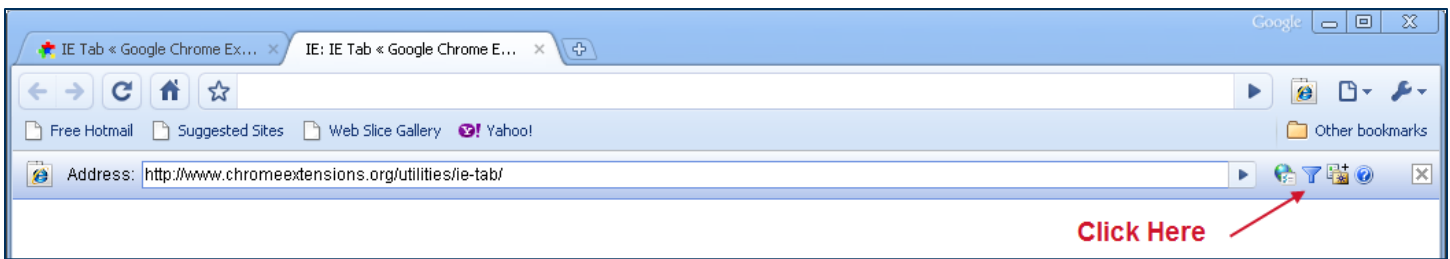 Google
IE Tab « Google Chrome Ex... IE: IE Tab « Google Chrome E...
Free Hotmail Suggested Sites Web Slice Gallery Y! Yahoo! Other bookmarks
Address: http://www.chromeextensions.org/utilities/ie-tab/
Click Here